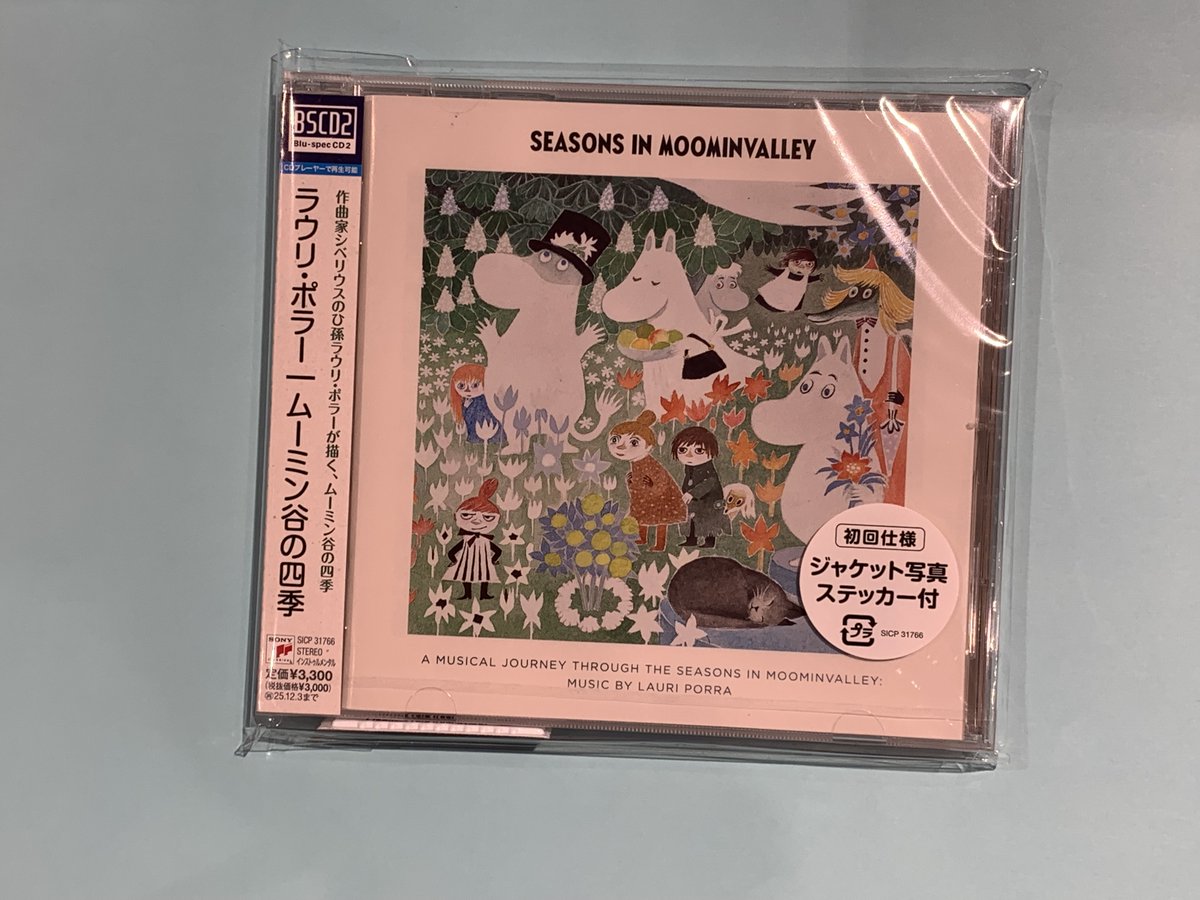 BSCD2
Blu-spec CD2
CDプレーヤーで再生可能
作曲家シベリウスのひ孫ラウリ・ポラーが描く、ムーミン谷の四季
ラウリ・ポラー ― ムーミン谷の四季
SONY
SICP 31766
STEREO
インストゥルメンタル
定価¥3,300
(税抜価格¥3,000)
25.12.3まで
SEASONS IN MOOMINVALLEY
初回仕様
ジャケット写真
ステッカー付
プラ
SICP 31766
A MUSICAL JOURNEY THROUGH THE SEASONS IN MOOMINVALLEY:
MUSIC BY LAURI PORRA